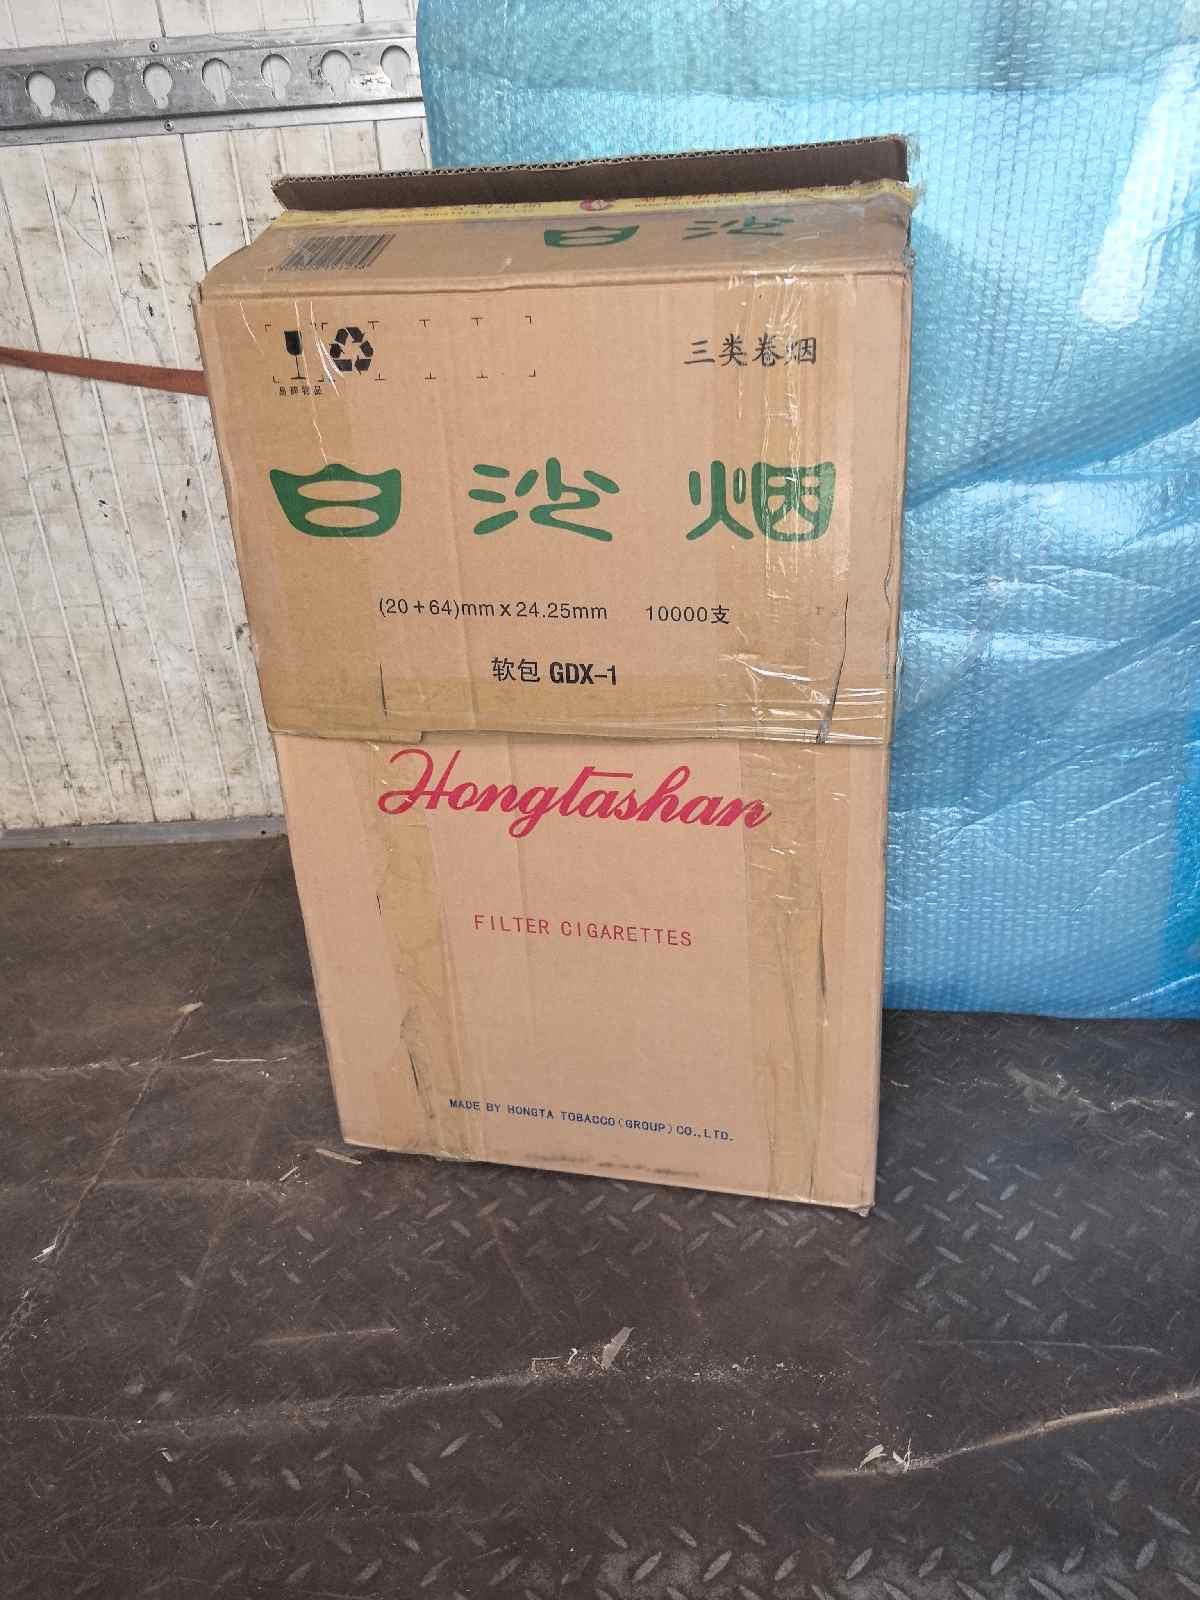 白沙
三类卷烟
白沙烟
(20+64)mm x 24.25mm 10000支
软包 GDX-1
Hongtashan
FILTER CIGARETTES
MADE BY HONGTA TOBACCO(GROUP)CO.,LTD.